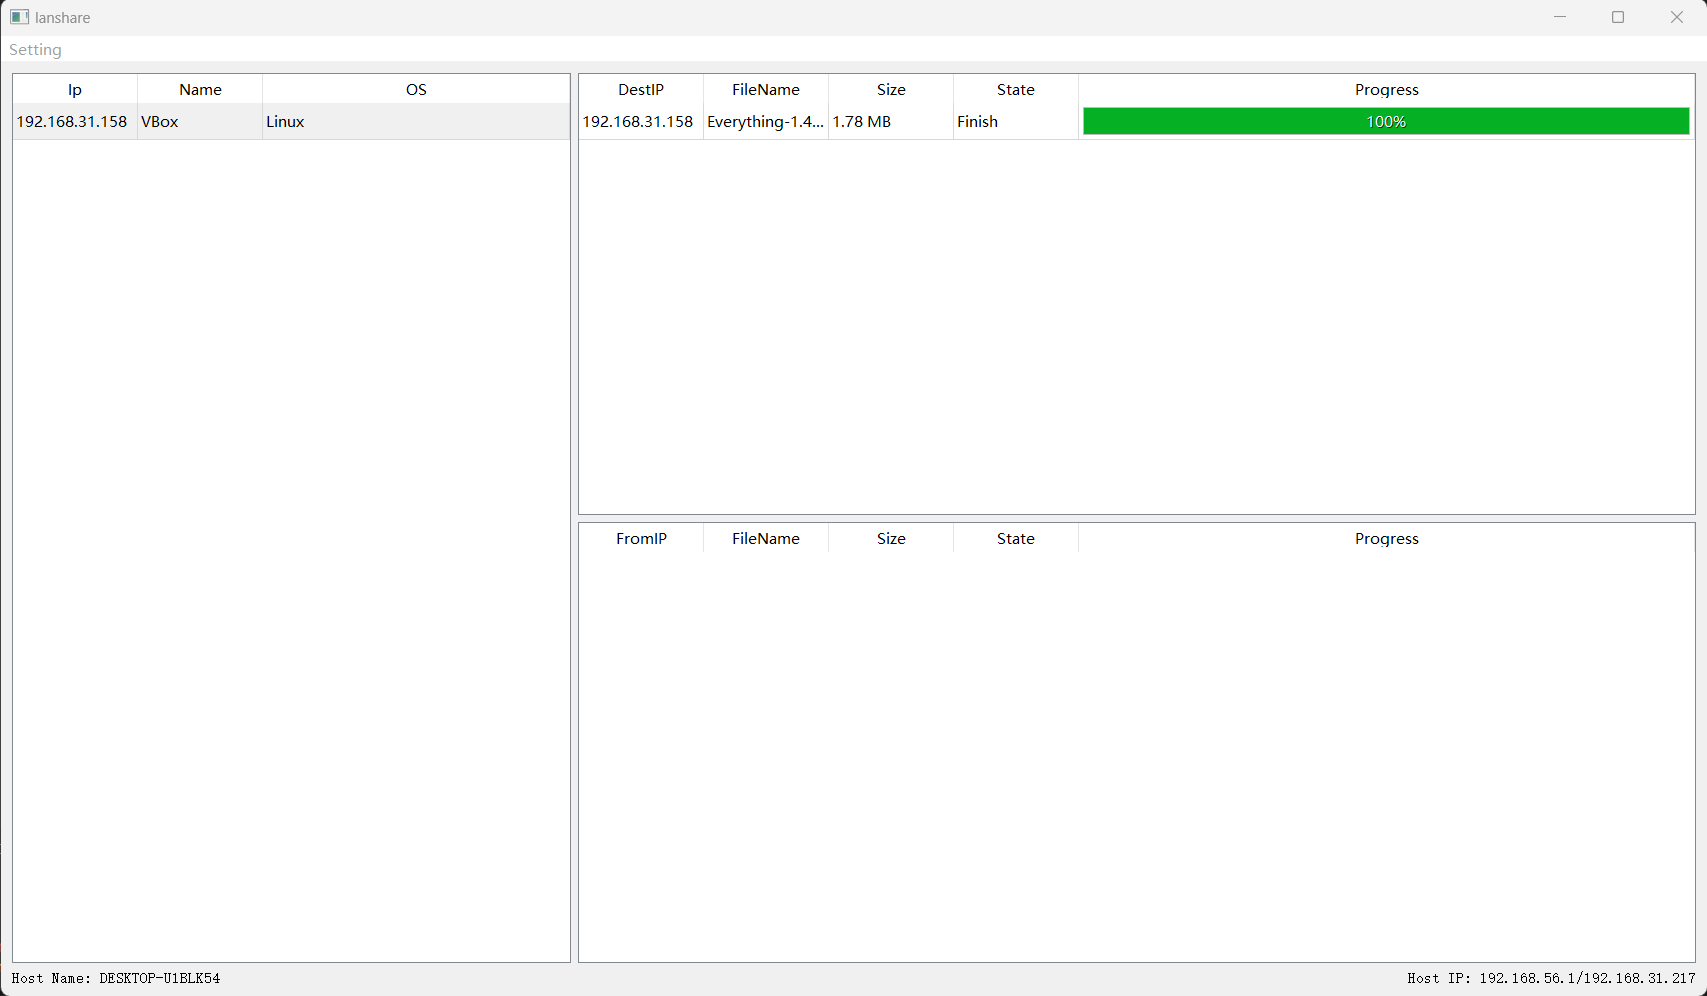 lanshare
Setting
Ip Name OS
192.168.31.158 VBox Linux
DestIP FileName Size State Progress
192.168.31.158 Everything-1.4... 1.78 MB Finish 100%
FromIP FileName Size State Progress
Host Name: DESKTOP-U1BLK54
Host IP: 192.168.56.1/192.168.31.217